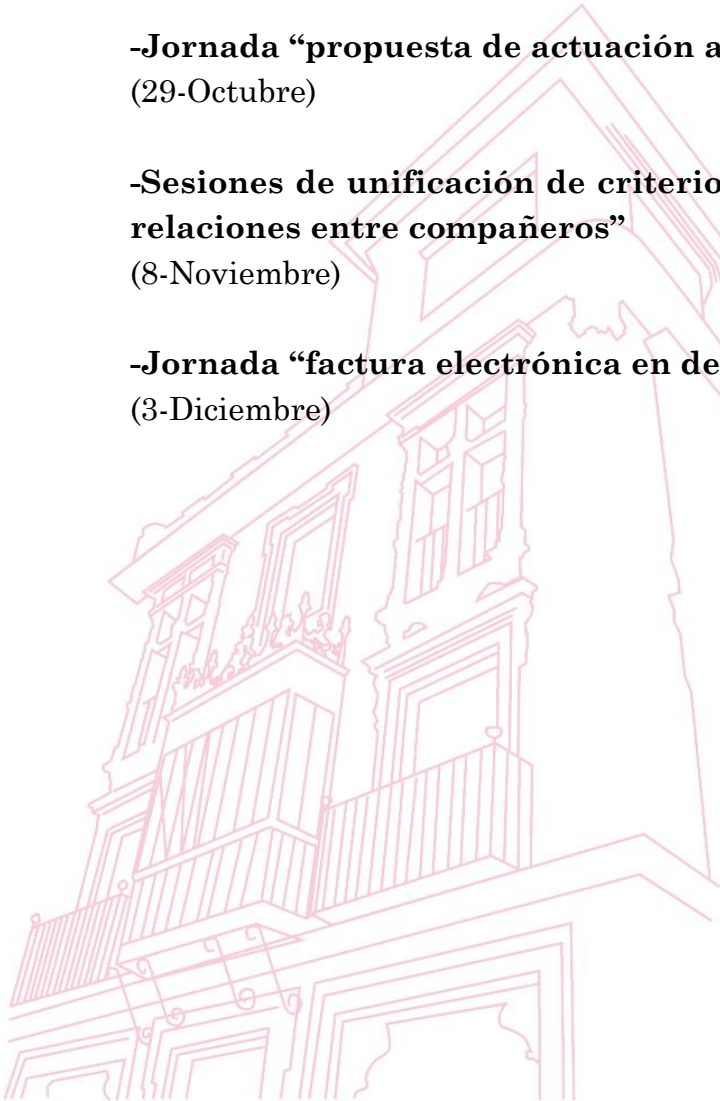 -Jornada “propuesta de actuación a
(29-Octubre)
-Sesiones de unificación de criterio
relaciones entre compañeros”
(8-Noviembre)
-Jornada “factura electrónica en de
(3-Diciembre)